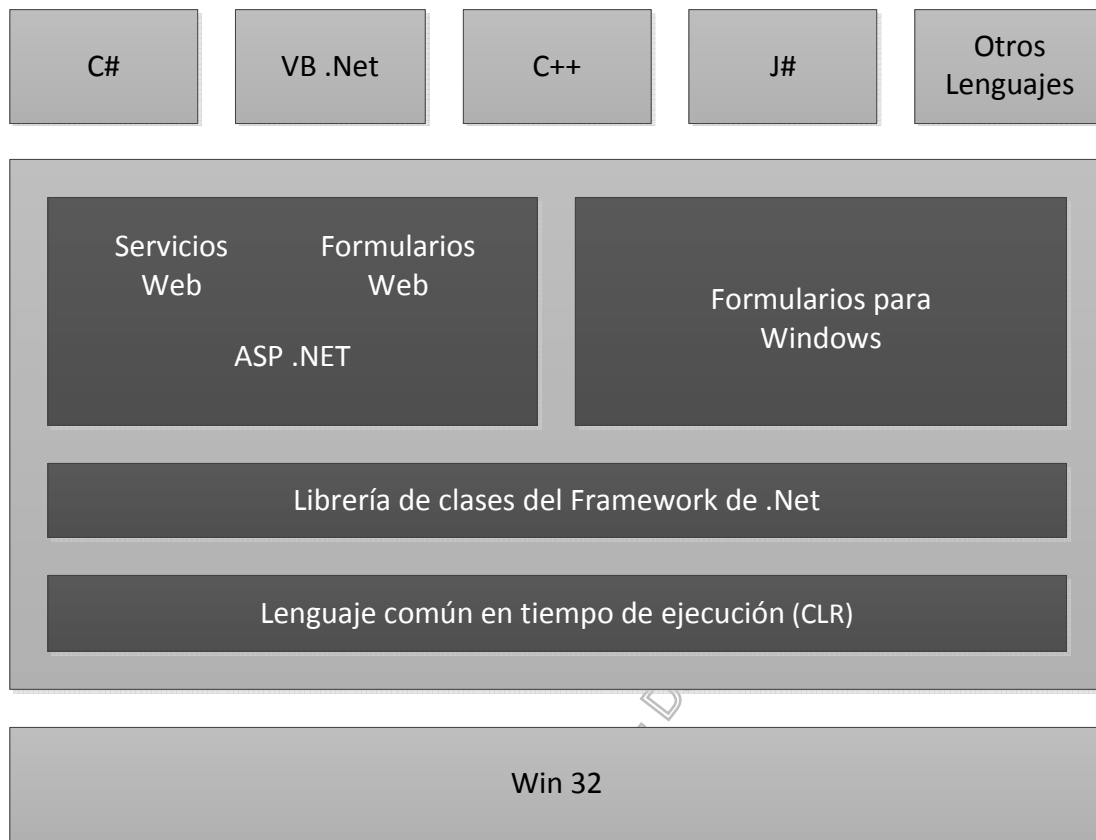 C#
VB .Net
C++
J#
Otros
Lenguajes
Servicios
Web
Formularios
Web
ASP .NET
Formularios para
Windows
Librería de clases del Framework de .Net
Lenguaje común en tiempo de ejecución (CLR)
Win 32